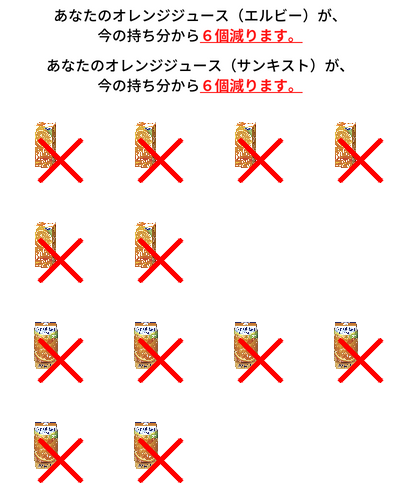 あなたのオレンジジュース（エルビー）が、
今の持ち分から６個減ります。
あなたのオレンジジュース（サンキスト）が、
今の持ち分から６個減ります。